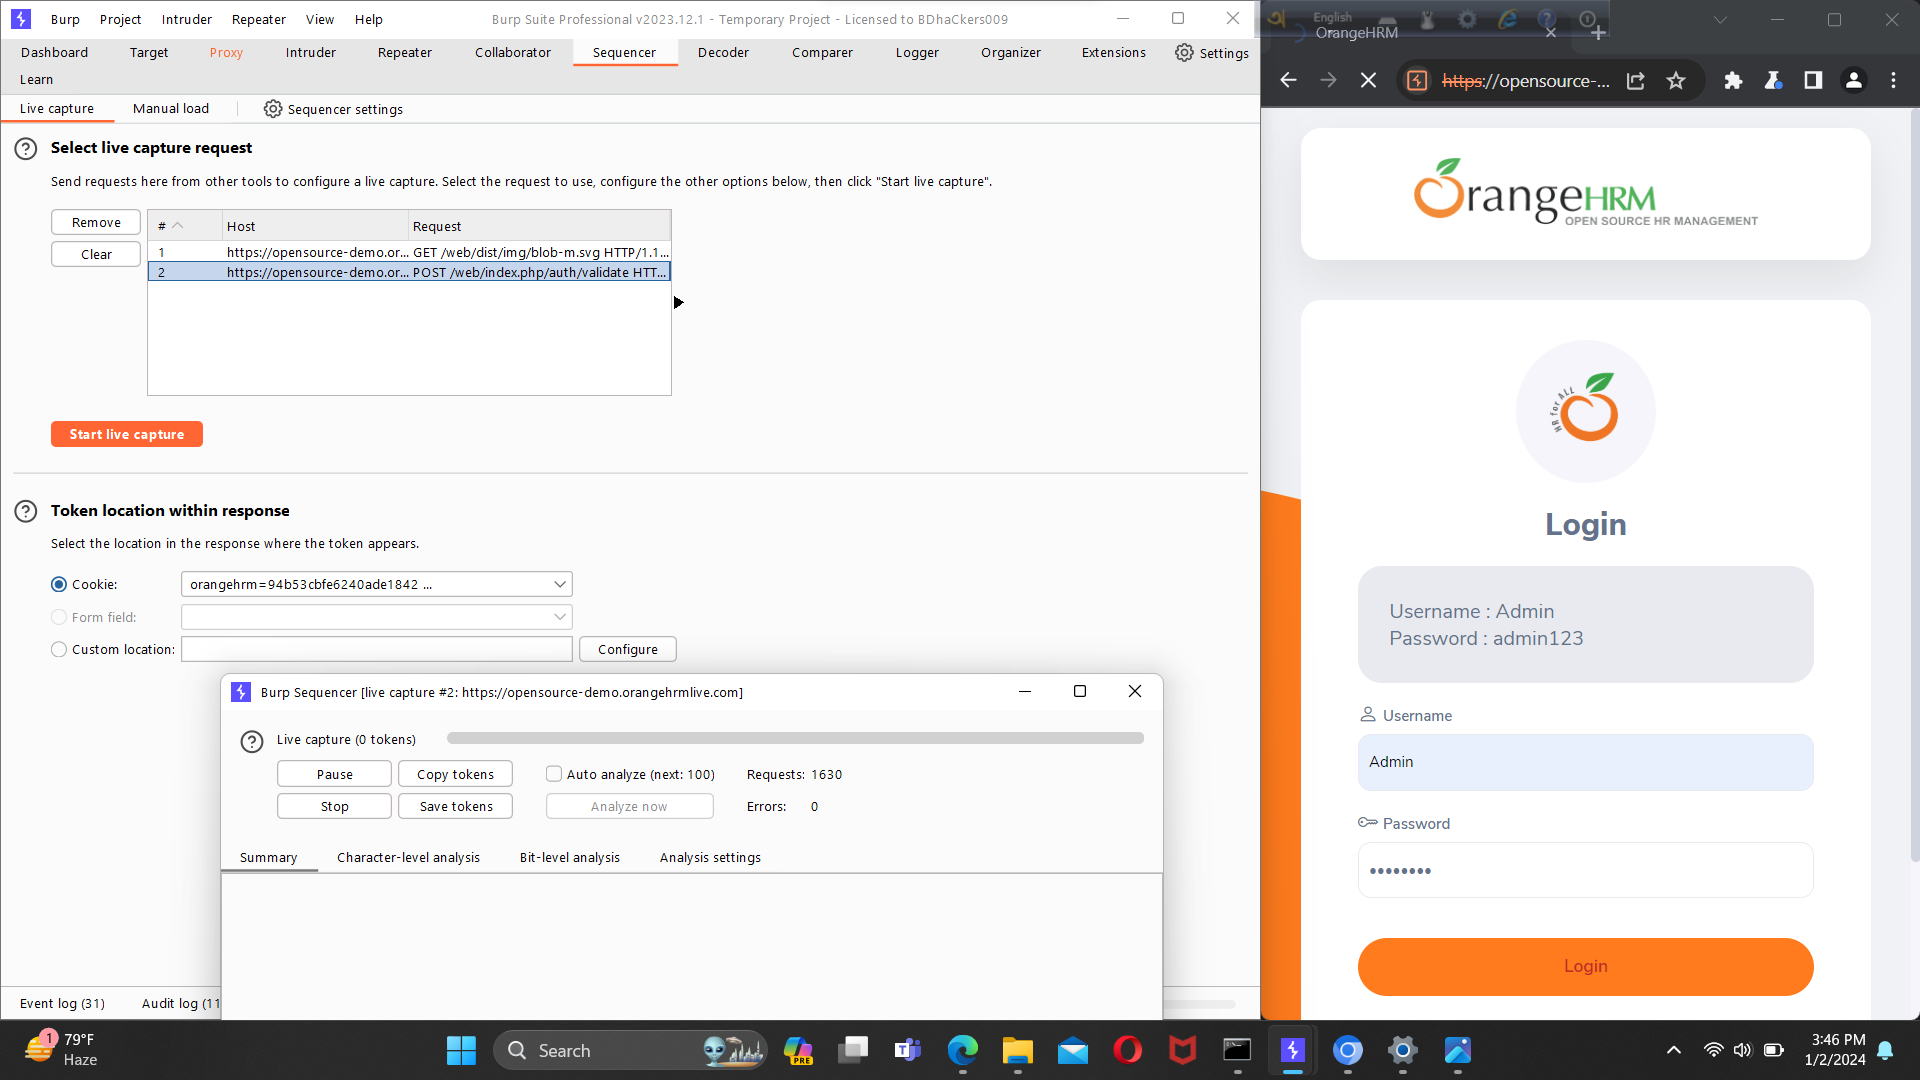 Burp Project Intruder Repeater View Help Burp Suite Professional v2023.12.1 - Temporary Project - Licensed to BDhaCkers009
Dashboard Target Proxy Intruder Repeater Collaborator Sequencer Decoder Comparer Logger Organizer Extensions Settings
Learn
Live capture Manual load Sequencer settings
Select live capture request
Send requests here from other tools to configure a live capture. Select the request to use, configure the other options below, then click "Start live capture".
Remove
Clear
# Host Request
1 https://opensource-demo.or... GET /web/dist/img/blob-m.svg HTTP/1.1...
2 https://opensource-demo.or... POST /web/index.php/auth/validate HTT...
Start live capture
Token location within response
Select the location in the response where the token appears.
Cookie: orangehrm=94b53cbfe6240ade1842 ...
Form field:
Custom location: Configure
Burp Sequencer [live capture #2: https://opensource-demo.orangehrmlive.com]
Live capture (0 tokens)
Pause Copy tokens Auto analyze (next: 100) Requests: 1630
Stop Save tokens Analyze now Errors: 0
Summary Character-level analysis Bit-level analysis Analysis settings
Event log (31) Audit log (11
English
OrangeHRM
https://opensource-...
OrangeHRM
OPEN SOURCE HR MANAGEMENT
HR for ALL
Login
Username : Admin
Password : admin123
Username
Admin
Password
••••••••
Login
1
79°F
Haze
Search
PRE
3:46 PM
1/2/2024